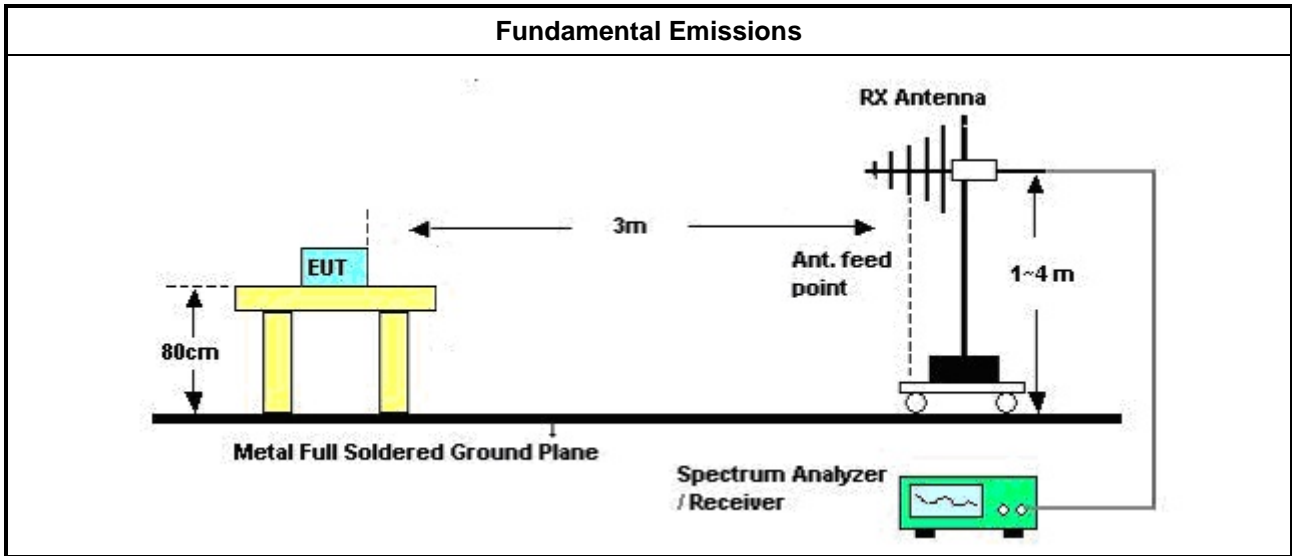 Fundamental Emissions
RX Antenna
3m
EUT
Ant. feed
point
1~4 m
80cm
Metal Full Soldered Ground Plane
Spectrum Analyzer
/ Receiver